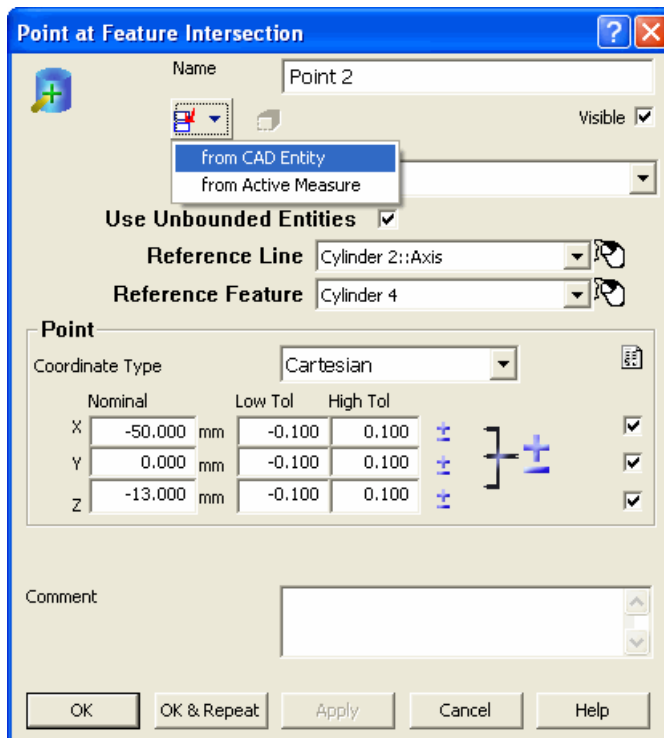 Point at Feature Intersection
Name Point 2
Visible
from CAD Entity
from Active Measure
Use Unbounded Entities
Reference Line Cylinder 2::Axis
Reference Feature Cylinder 4
Point
Coordinate Type Cartesian
Nominal Low Tol High Tol
X -50.000 mm -0.100 0.100
Y 0.000 mm -0.100 0.100
Z -13.000 mm -0.100 0.100
Comment
OK OK & Repeat Apply Cancel Help